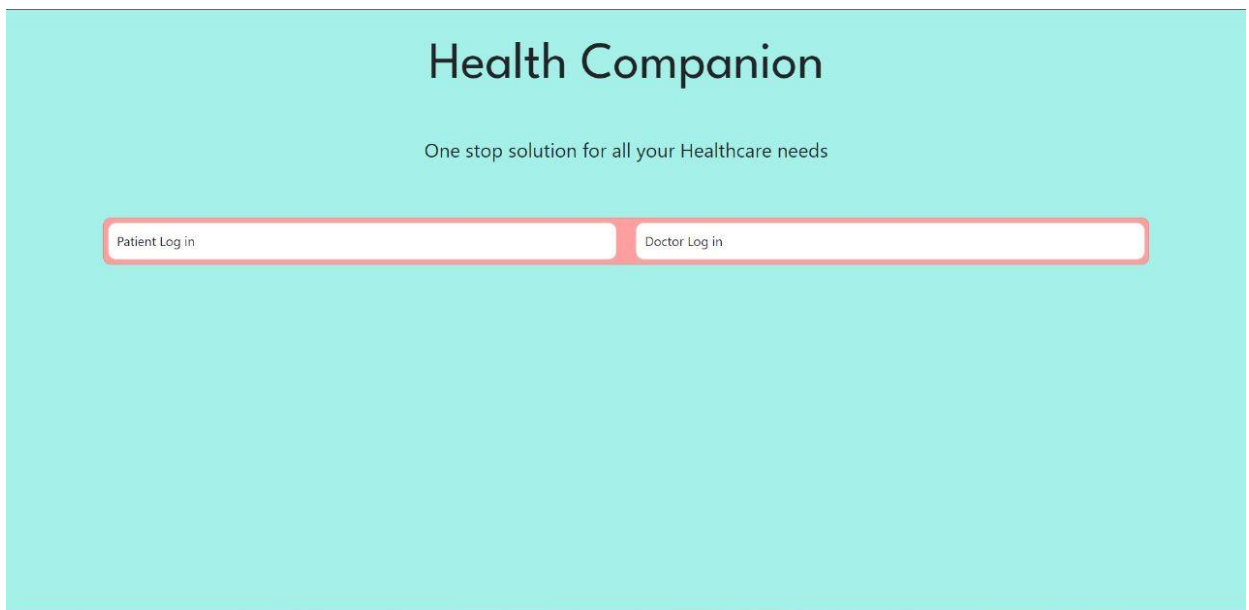 Health Companion
One stop solution for all your Healthcare needs
Patient Log in
Doctor Log in